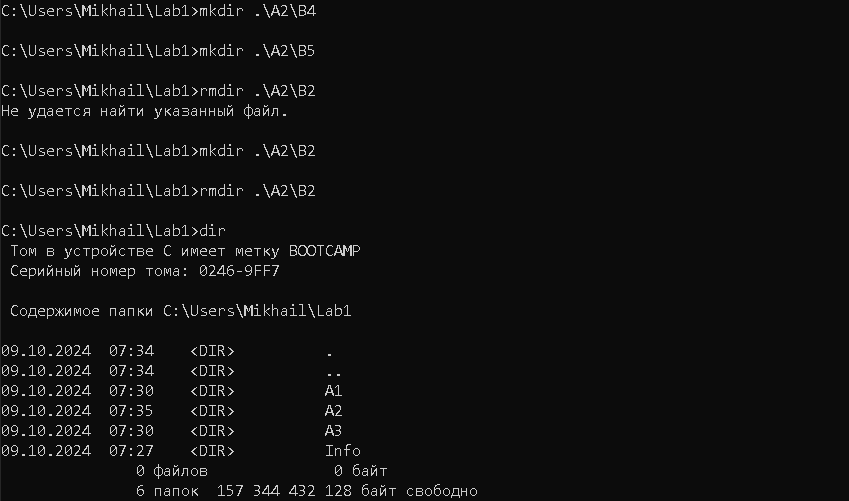 C:\Users\Mikhail\Lab1>mkdir .\A2\B4
C:\Users\Mikhail\Lab1>mkdir .\A2\B5
C:\Users\Mikhail\Lab1>rmdir .\A2\B2
Не удается найти указанный файл.
C:\Users\Mikhail\Lab1>mkdir .\A2\B2
C:\Users\Mikhail\Lab1>rmdir .\A2\B2
C:\Users\Mikhail\Lab1>dir
Том в устройстве C имеет метку BOOTCAMP
Серийный номер тома: 0246-9FF7
Содержимое папки C:\Users\Mikhail\Lab1
09.10.2024  07:34    <DIR>          .
09.10.2024  07:34    <DIR>          ..
09.10.2024  07:30    <DIR>          A1
09.10.2024  07:35    <DIR>          A2
09.10.2024  07:30    <DIR>          A3
09.10.2024  07:27    <DIR>          Info
0 файлов              0 байт
6 папок  157 344 432 128 байт свободно